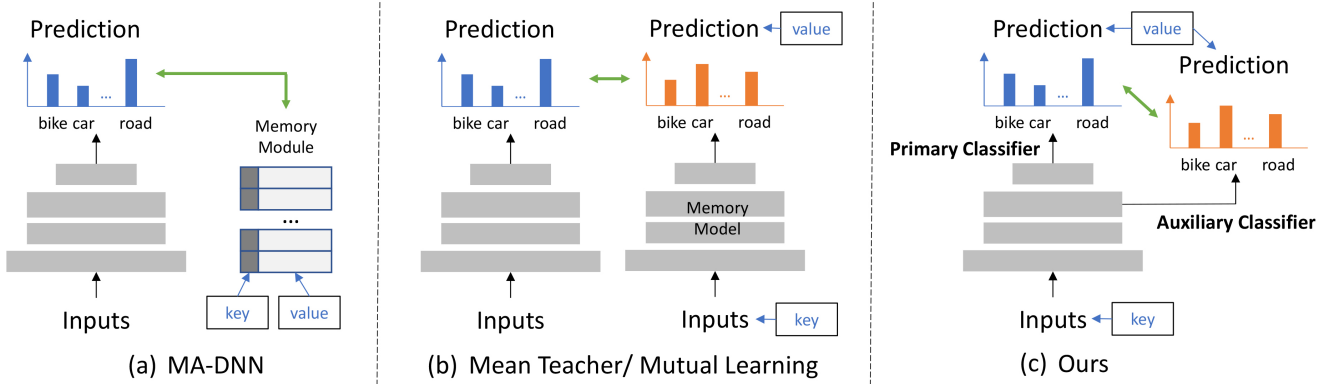 Prediction
...
bike car road
Memory
Module
...
key
value
Inputs
(a) MA-DNN
Prediction
...
bike car road
Inputs
Prediction
value
...
bike car road
Memory
Model
Inputs
key
(b) Mean Teacher/ Mutual Learning
Prediction
value
Prediction
...
bike car road
...
bike car road
Primary Classifier
Auxiliary Classifier
Inputs
key
(c) Ours